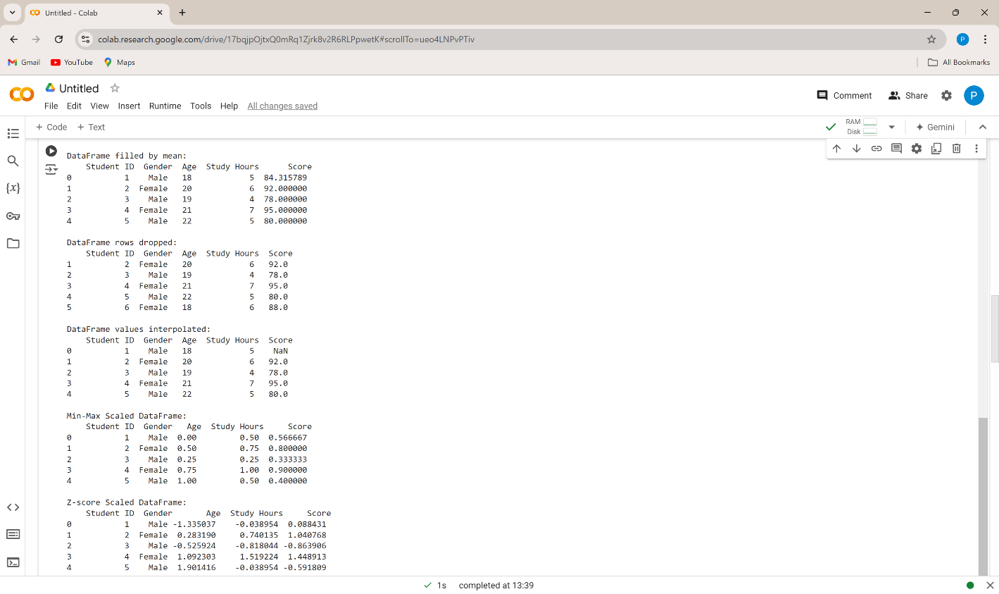 Untitled - Colab
colab.research.google.com/drive/17bqjpOjtxQ0mRq1Zjrk8v2R6RLPpwetK#scrollTo=ueo4LNPvPTiv
P
Gmail YouTube Maps All Bookmarks
Untitled
Comment Share P
File Edit View Insert Runtime Tools Help All changes saved
+ Code + Text RAM Disk Gemini
DataFrame filled by mean:
Student ID Gender Age Study Hours Score
0 1 Male 18 5 84.315789
1 2 Female 20 6 92.000000
2 3 Male 19 4 78.000000
3 4 Female 21 7 95.000000
4 5 Male 22 5 80.000000
DataFrame rows dropped:
Student ID Gender Age Study Hours Score
1 2 Female 20 6 92.0
2 3 Male 19 4 78.0
3 4 Female 21 7 95.0
4 5 Male 22 5 80.0
5 6 Female 18 6 88.0
DataFrame values interpolated:
Student ID Gender Age Study Hours Score
0 1 Male 18 5 NaN
1 2 Female 20 6 92.0
2 3 Male 19 4 78.0
3 4 Female 21 7 95.0
4 5 Male 22 5 80.0
Min-Max Scaled DataFrame:
Student ID Gender Age Study Hours Score
0 1 Male 0.00 0.50 0.566667
1 2 Female 0.50 0.75 0.800000
2 3 Male 0.25 0.25 0.333333
3 4 Female 0.75 1.00 0.900000
4 5 Male 1.00 0.50 0.400000
Z-score Scaled DataFrame:
Student ID Gender Age Study Hours Score
0 1 Male -1.335037 -0.038954 0.088431
1 2 Female 0.283190 0.740135 1.040768
2 3 Male -0.525924 -0.818044 -0.863906
3 4 Female 1.092303 1.519224 1.448913
4 5 Male 1.901416 -0.038954 -0.591809
1s completed at 13:39